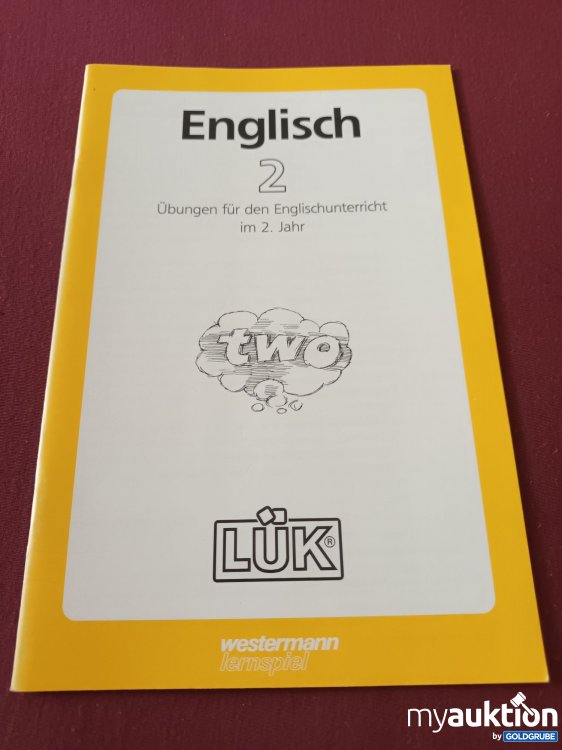 Englisch
2
Übungen für den Englischunterricht
im 2. Jahr
two
LÜK®
westermann
lernspiel
myauktion
by GOLDGRUBE